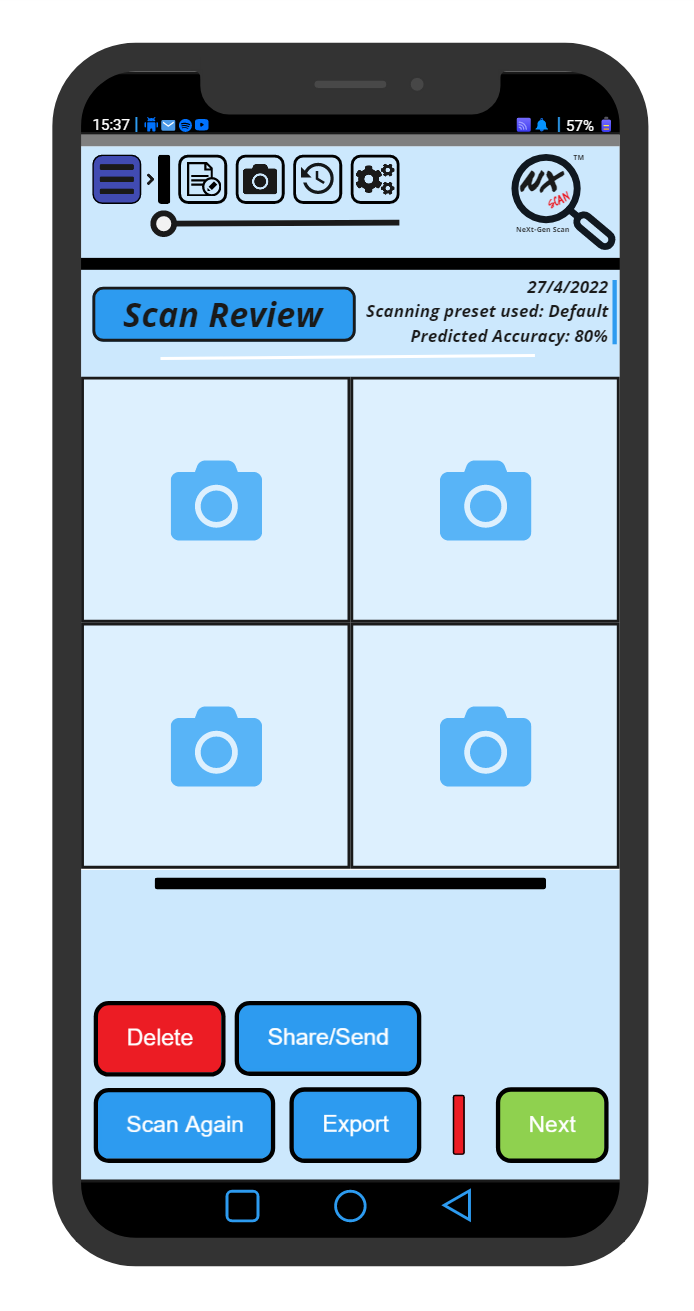 15:37
57%
TM
NX
SCAN
NeXt-Gen Scan
Scan Review
27/4/2022
Scanning preset used: Default
Predicted Accuracy: 80%
Delete
Share/Send
Scan Again
Export
Next